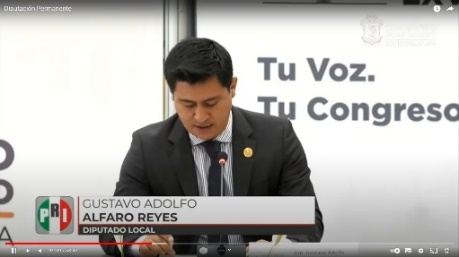 Diputación Permanente
Tu Voz.
Tu Congreso
GUSTAVO ADOLFO
ALFARO REYES
DIPUTADO LOCAL
PRI